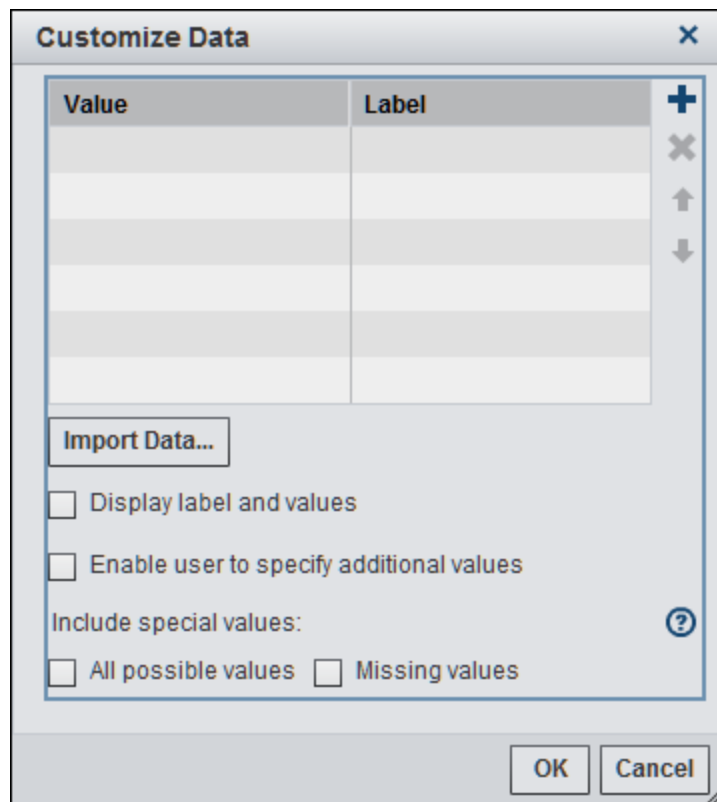 Customize Data
Value Label
Import Data...
Display label and values
Enable user to specify additional values
Include special values:
All possible values Missing values
OK Cancel